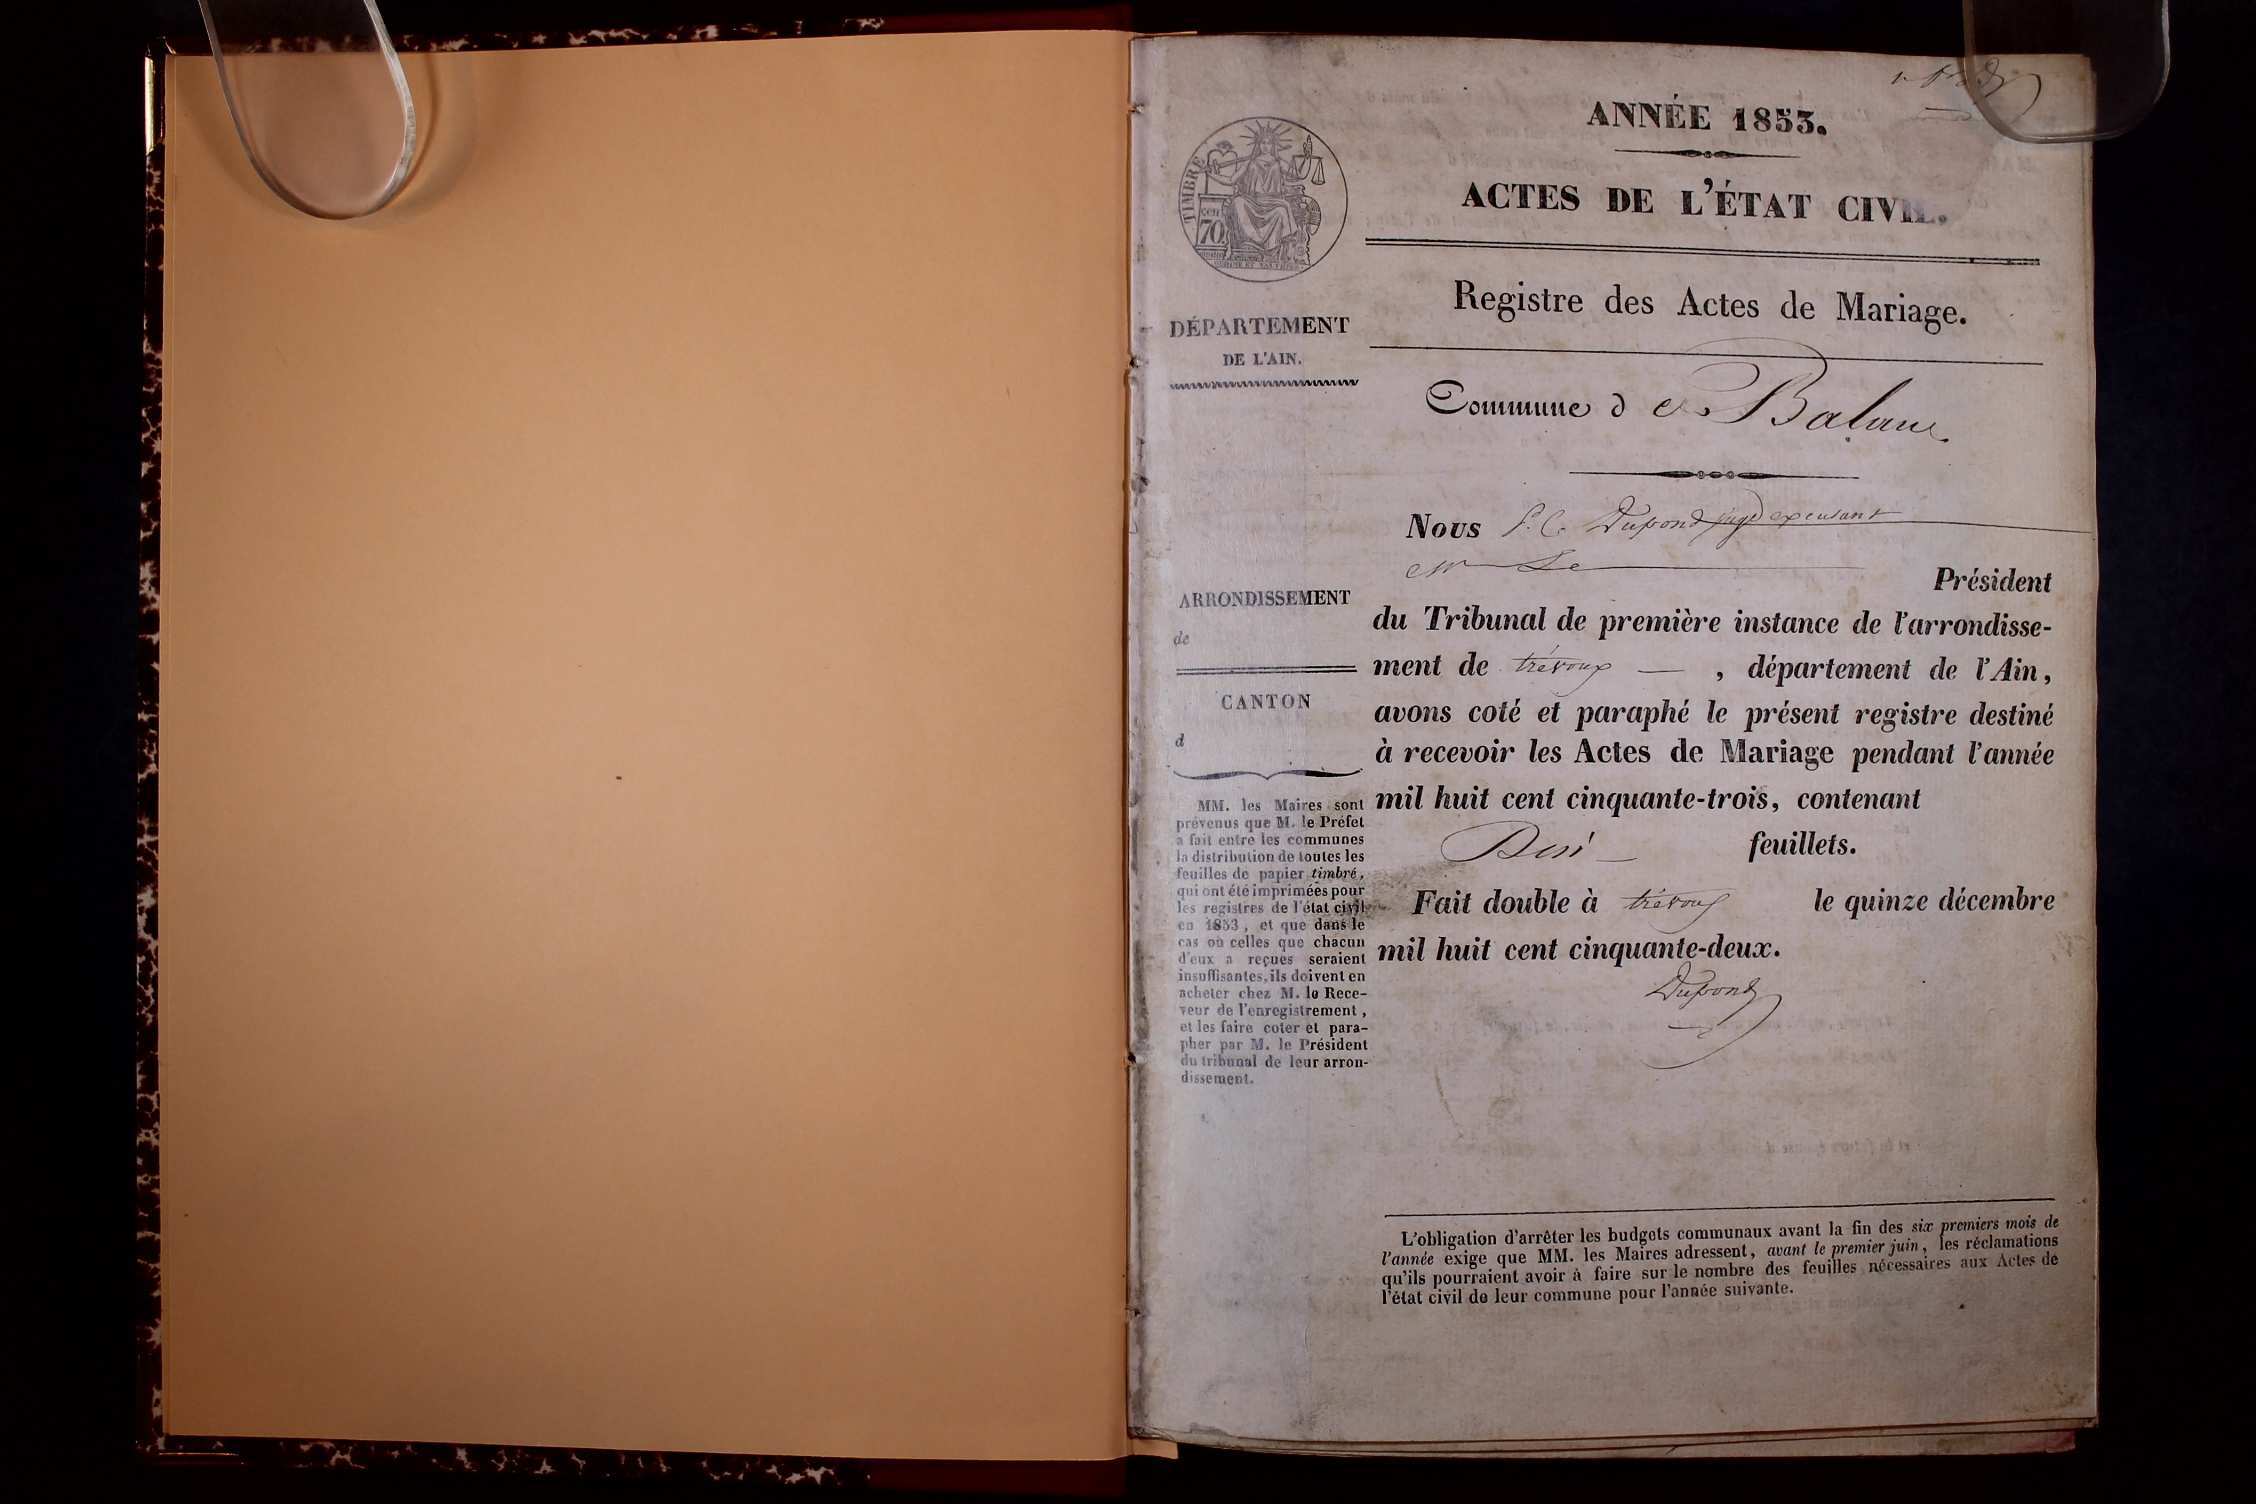 ANNÉE 1853.
ACTES DE L'ÉTAT CIVIL.
Registre des Actes de Mariage.
Commune de Balan
TIMBRE
cen
70
DÉPARTEMENT
DE L'AIN.
ARRONDISSEMENT
de
CANTON
d
MM. les Maires sont
prévenus que M. le Préfet
a fait entre les communes
la distribution de toutes les
feuilles de papier timbré,
qui ont été imprimées pour
les registres de l'état civil
en 1853, et que dans le
cas où celles que chacun
d'eux a reçues seraient
insuffisantes, ils doivent en
acheter chez M. le Rece-
veur de l'enregistrement,
et les faire coter et para-
pher par M. le Président
du tribunal de leur arron-
dissement.
Nous P. C. Dupond juge
Président
du Tribunal de première instance de l'arrondisse-
ment de trévoux — , département de l'Ain,
avons coté et paraphé le présent registre destiné
à recevoir les Actes de Mariage pendant l'année
mil huit cent cinquante-trois, contenant
feuillets.
Fait double à trévoux le quinze décembre
mil huit cent cinquante-deux.
Dupond
L'obligation d'arrêter les budgets communaux avant la fin des six premiers mois de
l'année exige que MM. les Maires adressent, avant le premier juin, les réclamations
qu'ils pourraient avoir à faire sur le nombre des feuilles nécessaires aux Actes de
l'état civil de leur commune pour l'année suivante.